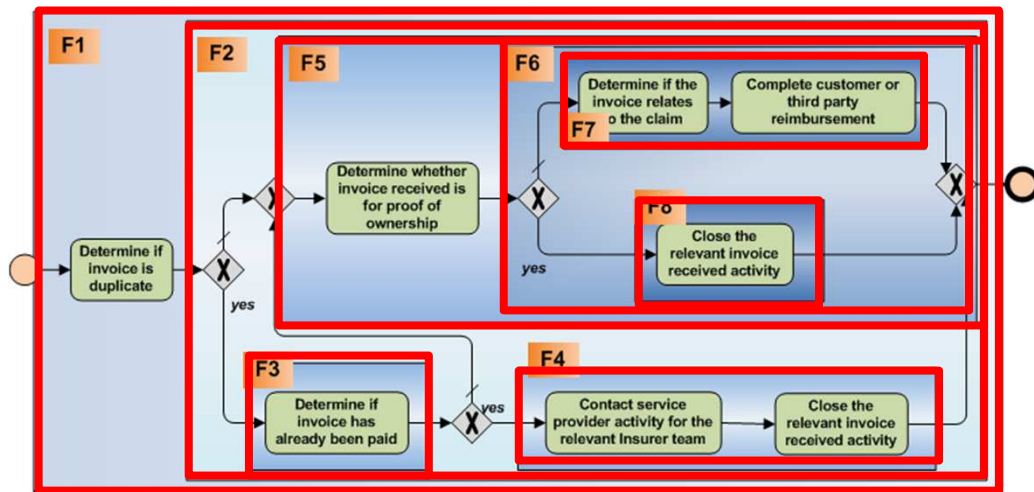 F1
F2
F5
F6
Determine if the
invoice relates
to the claim
Complete customer or
third party
reimbursement
F7
Determine whether
invoice received is
for proof of
ownership
X
X
X
F8
Close the
relevant invoice
received activity
yes
Determine if
invoice is
duplicate
X
yes
F3
Determine if
invoice has
already been paid
X
yes
F4
Contact service
provider activity for the
relevant Insurer team
Close the
relevant invoice
received activity